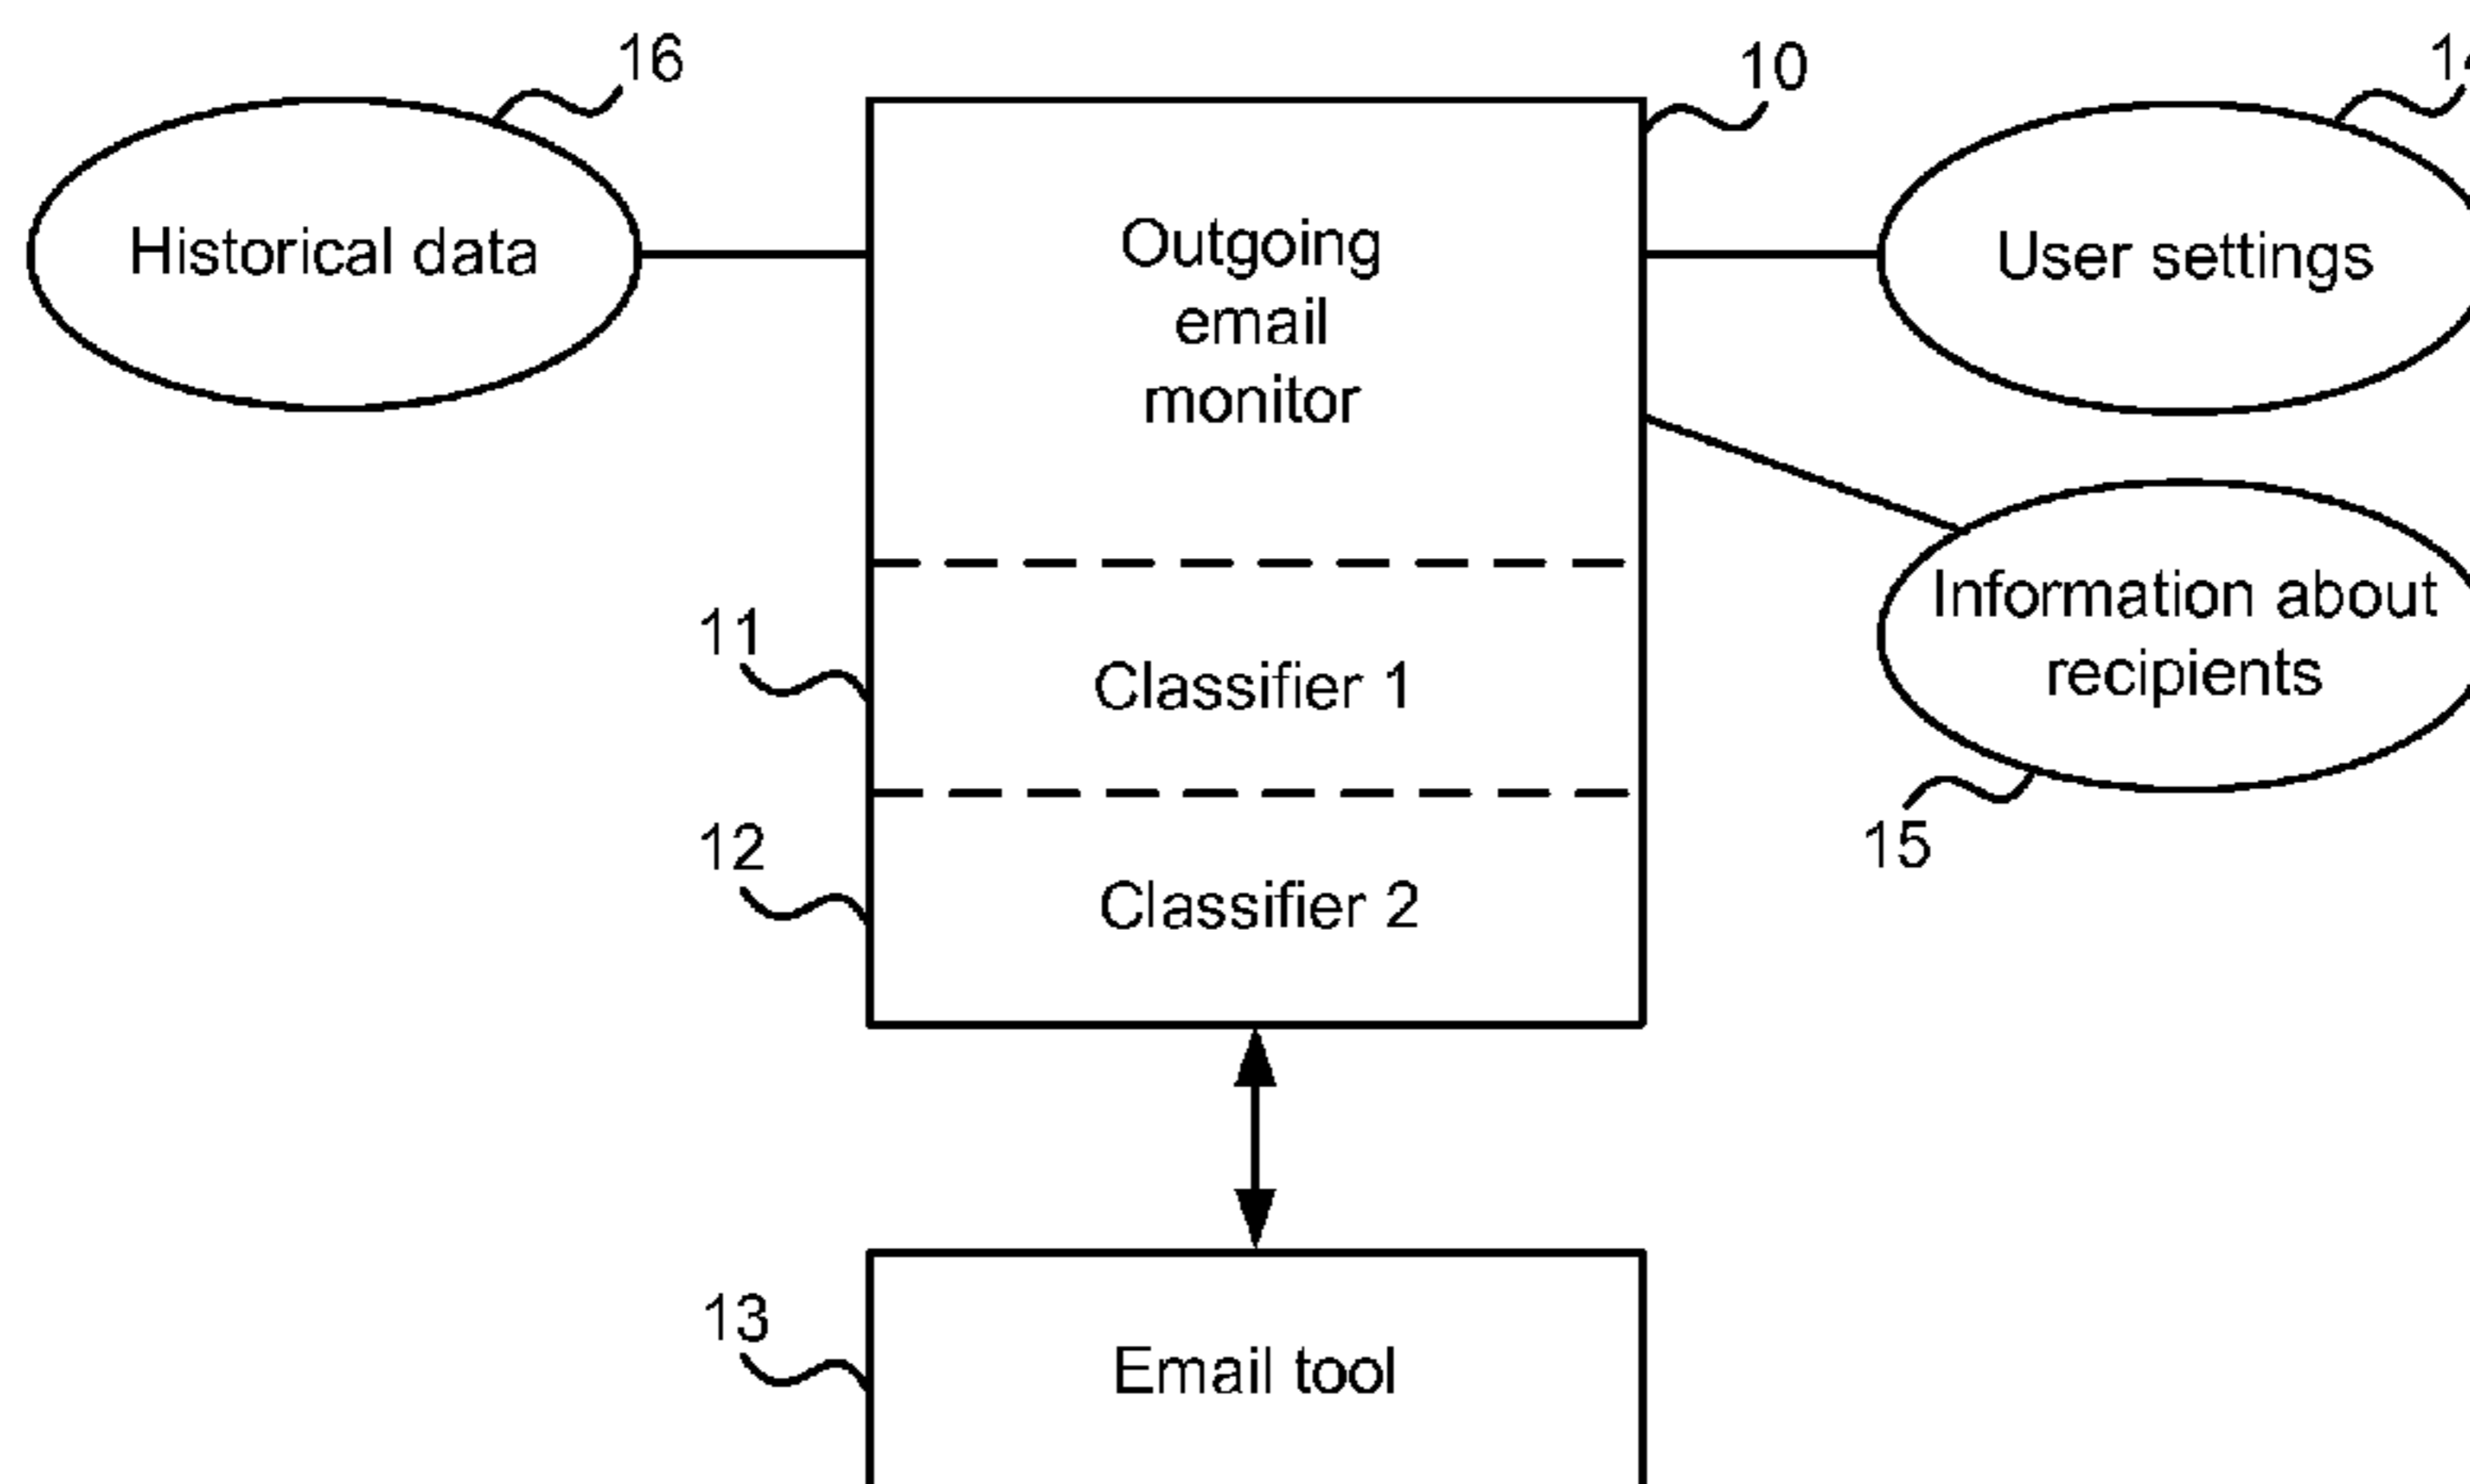 16
10
Historical data
Outgoing
email
monitor
User settings
11
Classifier 1
Information about
recipients
12
Classifier 2
15
13
Email tool